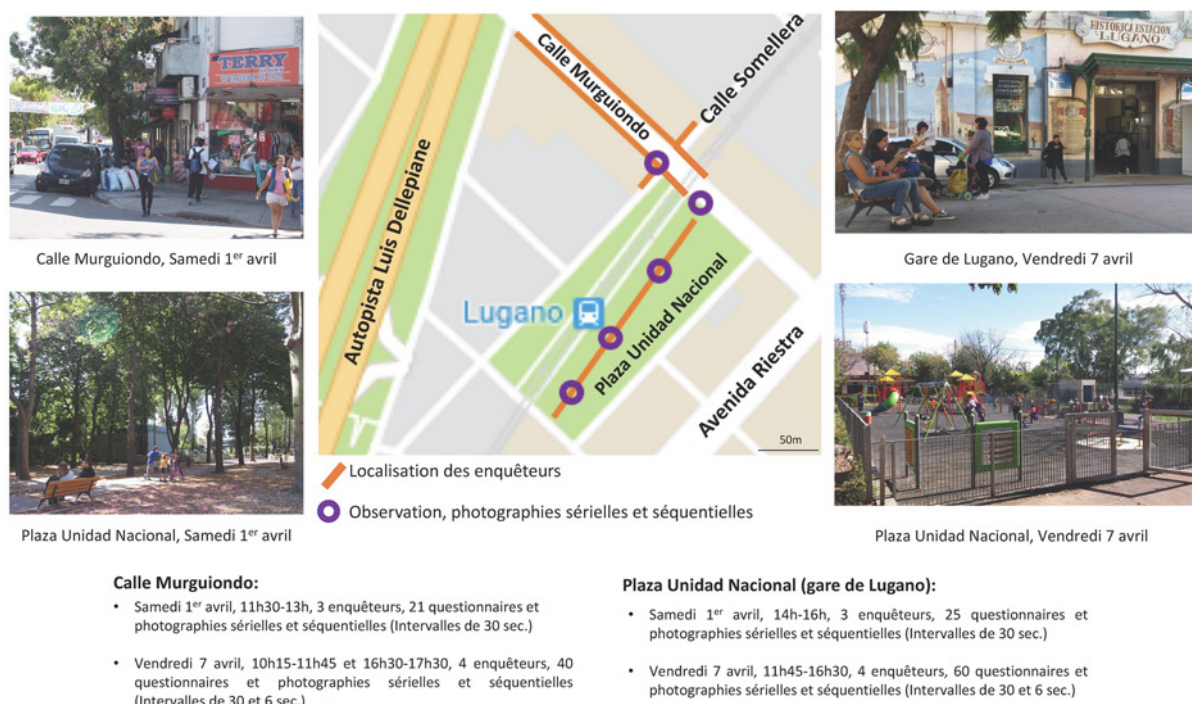 TERRY
HISTORICA ESTACIÓN
LUGANO
Calle Murguiondo
Calle Somellera
Autopista Luis Dellepiane
Lugano
Plaza Unidad Nacional
Avenida Riestra
50m
Calle Murguiondo, Samedi 1er avril
Gare de Lugano, Vendredi 7 avril
Localisation des enquêteurs
Observation, photographies sérielles et séquentielles
Plaza Unidad Nacional, Samedi 1er avril
Plaza Unidad Nacional, Vendredi 7 avril
Calle Murguiondo:
• Samedi 1er avril, 11h30-13h, 3 enquêteurs, 21 questionnaires et
photographies sérielles et séquentielles (Intervalles de 30 sec.)
• Vendredi 7 avril, 10h15-11h45 et 16h30-17h30, 4 enquêteurs, 40
questionnaires et photographies sérielles et séquentielles
(Intervalles de 30 et 6 sec.)
Plaza Unidad Nacional (gare de Lugano):
• Samedi 1er avril, 14h-16h, 3 enquêteurs, 25 questionnaires et
photographies sérielles et séquentielles (Intervalles de 30 sec.)
• Vendredi 7 avril, 11h45-16h30, 4 enquêteurs, 60 questionnaires et
photographies sérielles et séquentielles (Intervalles de 30 et 6 sec.)